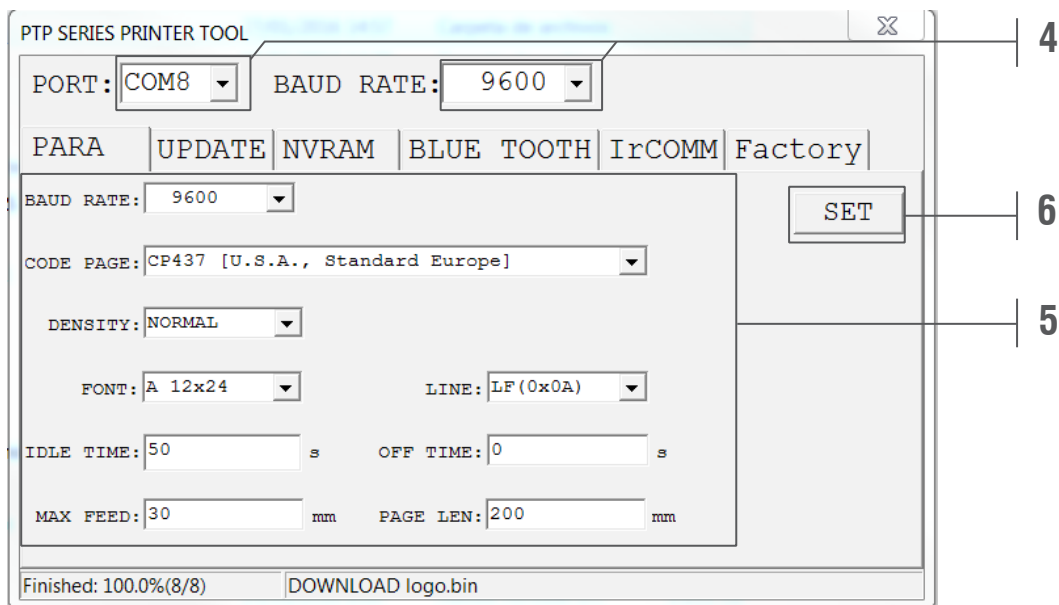 PTP SERIES PRINTER TOOL
4
PORT: COM8 BAUD RATE: 9600
PARA UPDATE NVRAM BLUE TOOTH IrCOMM Factory
BAUD RATE: 9600
SET
6
CODE PAGE: CP437 [U.S.A., Standard Europe]
DENSITY: NORMAL
5
FONT: A 12x24 LINE: LF(0x0A)
IDLE TIME: 50 s OFF TIME: 0 s
MAX FEED: 30 mm PAGE LEN: 200 mm
Finished: 100.0%(8/8) DOWNLOAD logo.bin